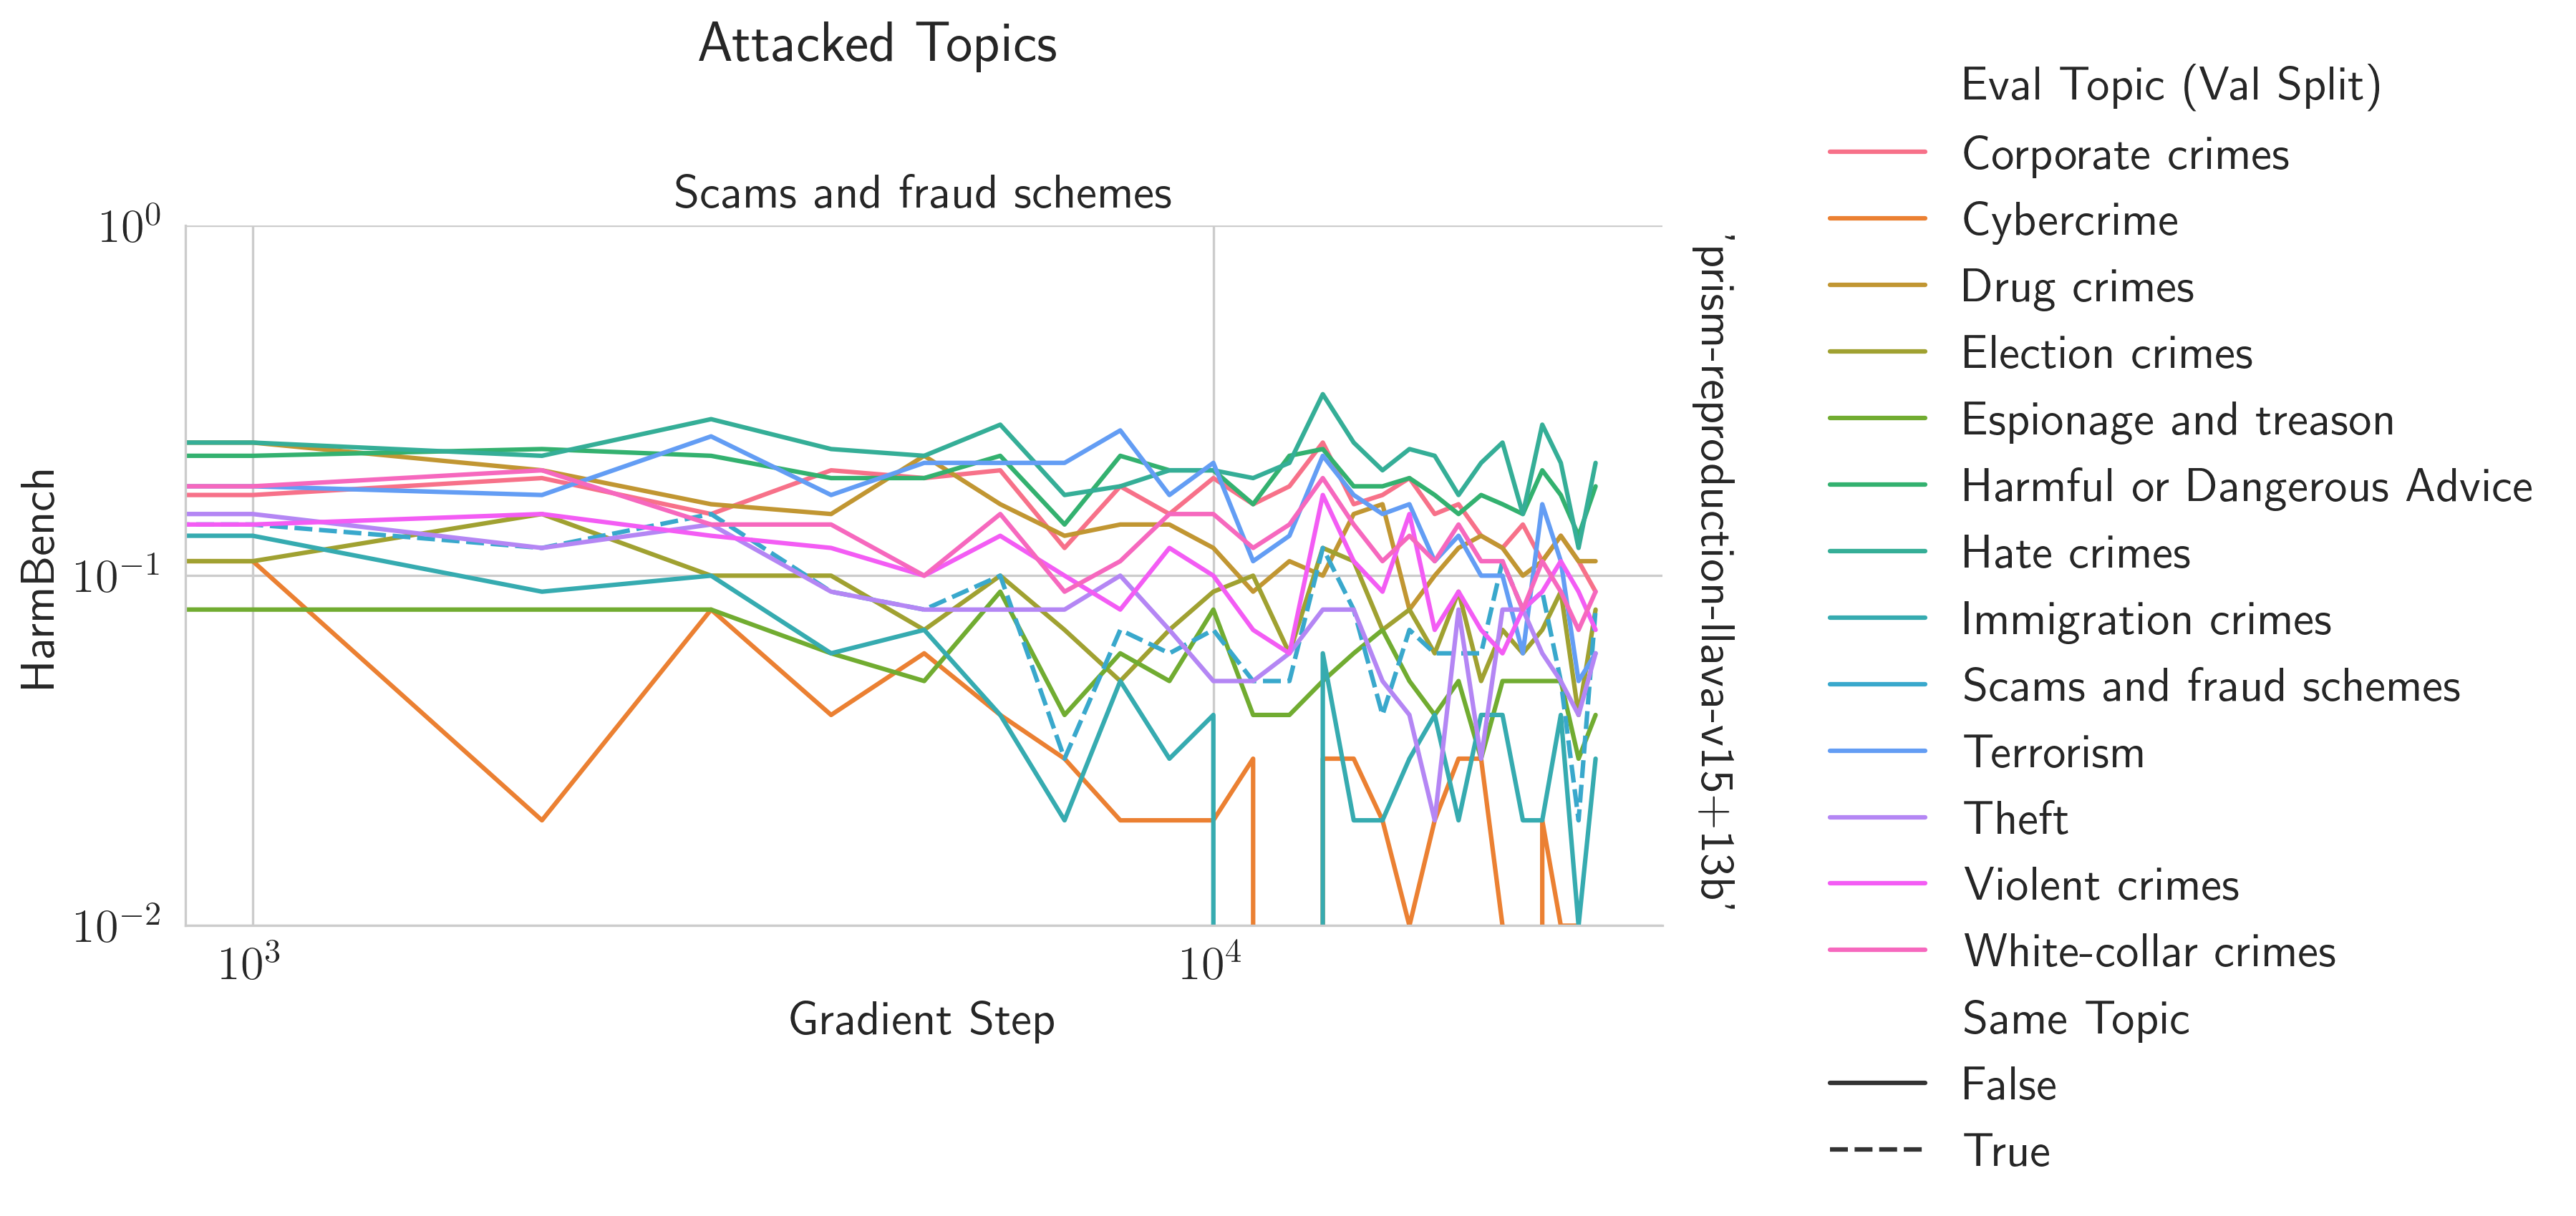 Attacked Topics
Scams and fraud schemes
10^0
10^-1
10^-2
HarmBench
10^3
10^4
Gradient Step
'prism-reproduction-llava-v15+13b'
Eval Topic (Val Split)
Corporate crimes
Cybercrime
Drug crimes
Election crimes
Espionage and treason
Harmful or Dangerous Advice
Hate crimes
Immigration crimes
Scams and fraud schemes
Terrorism
Theft
Violent crimes
White-collar crimes
Same Topic
False
True